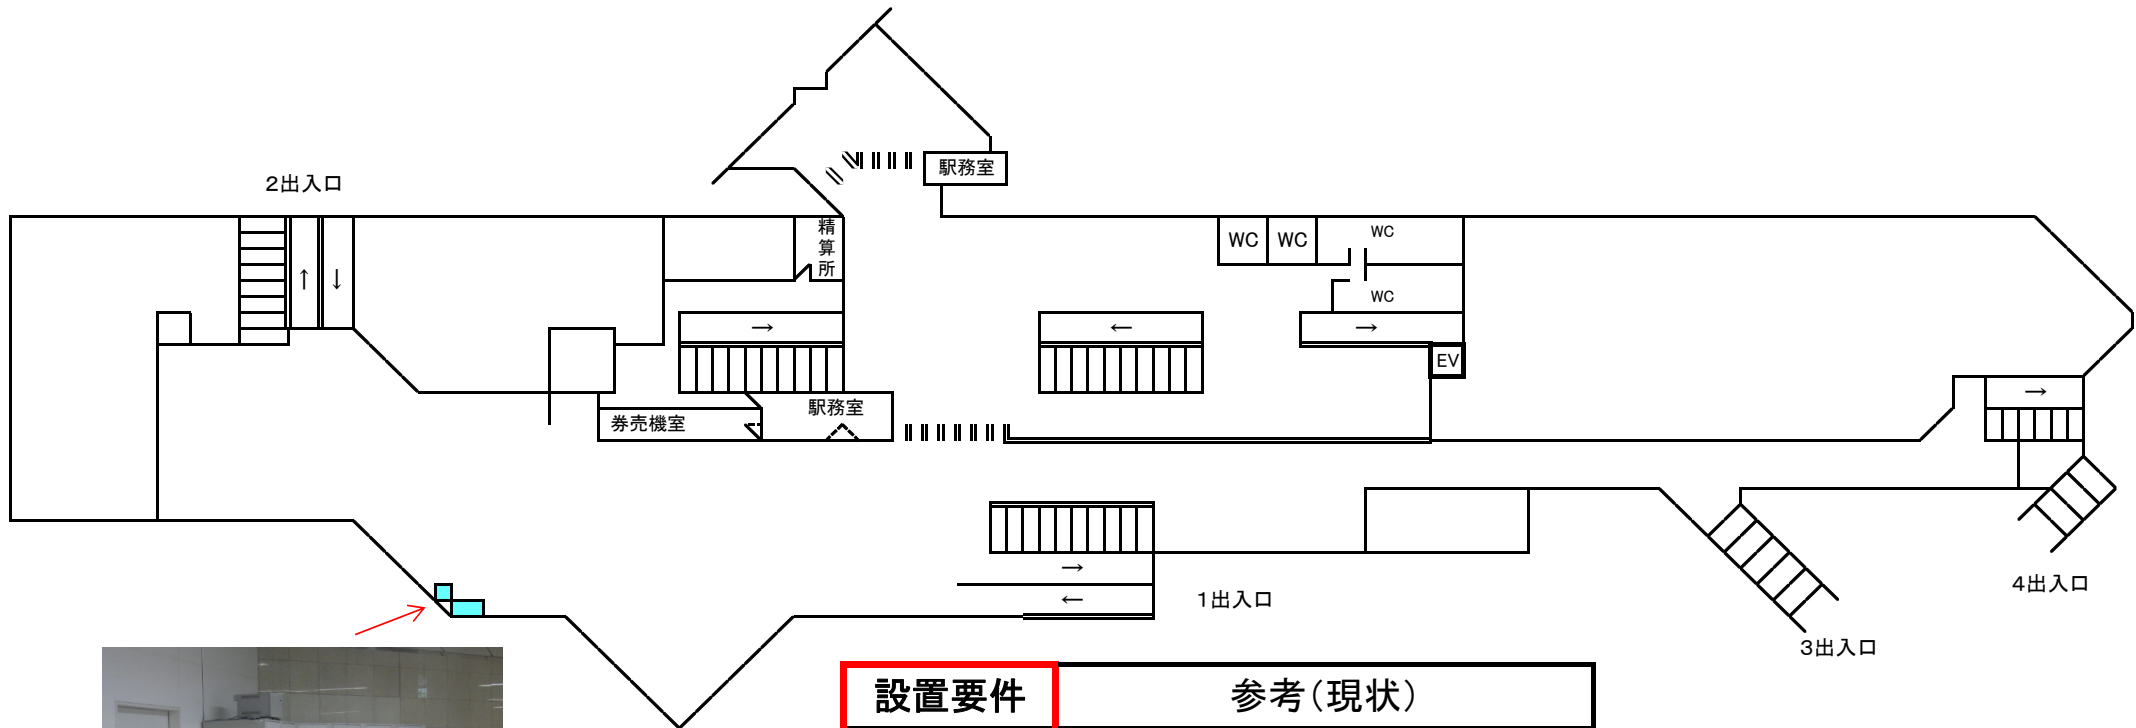 駅務室
2出入口
精算所
WC
WC
WC
WC
↑
↓
→
←
→
EV
→
駅務室
券売機室
→
←
1出入口
4出入口
3出入口
設置要件
参考(現状)